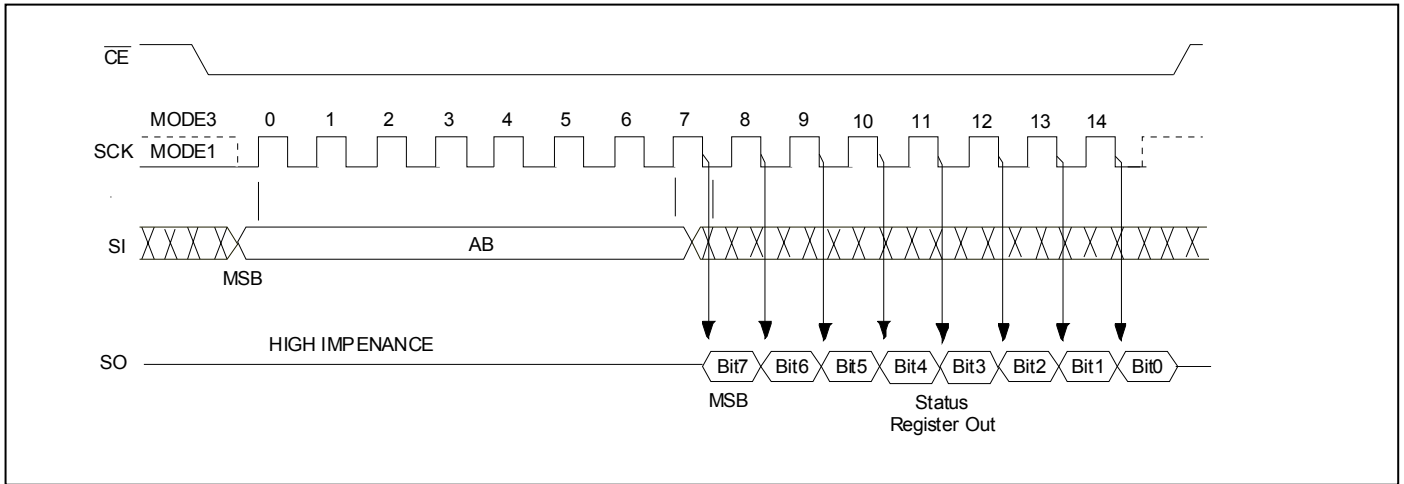 CE
MODE3 0 1 2 3 4 5 6 7 8 9 10 11 12 13 14
SCK MODE1
SI AB
MSB
HIGH IMPENANCE
SO Bit7 Bit6 Bit5 Bit4 Bit3 Bit2 Bit1 Bit0
MSB Status
Register Out